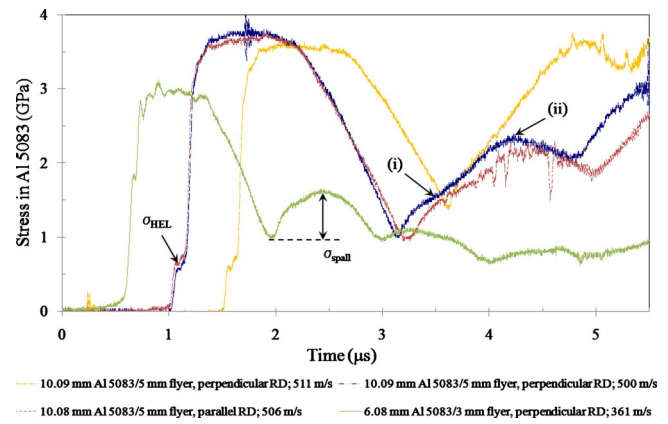 4
3
2
1
0
Stress in Al 5083 (GPa)
σHEL
σspall
(i)
(ii)
0 1 2 3 4 5
Time (µs)
10.09 mm Al 5083/5 mm flyer, perpendicular RD; 511 m/s
10.09 mm Al 5083/5 mm flyer, perpendicular RD; 500 m/s
10.08 mm Al 5083/5 mm flyer, parallel RD; 506 m/s
6.08 mm Al 5083/3 mm flyer, perpendicular RD; 361 m/s